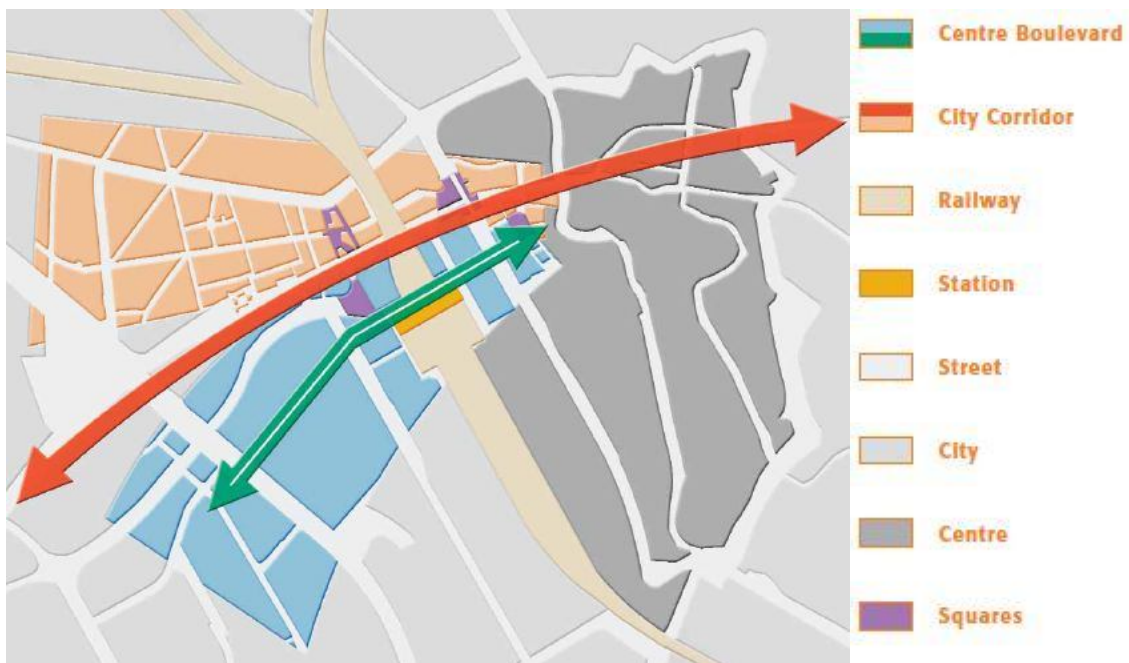 Centre Boulevard
City Corridor
Railway
Station
Street
City
Centre
Squares